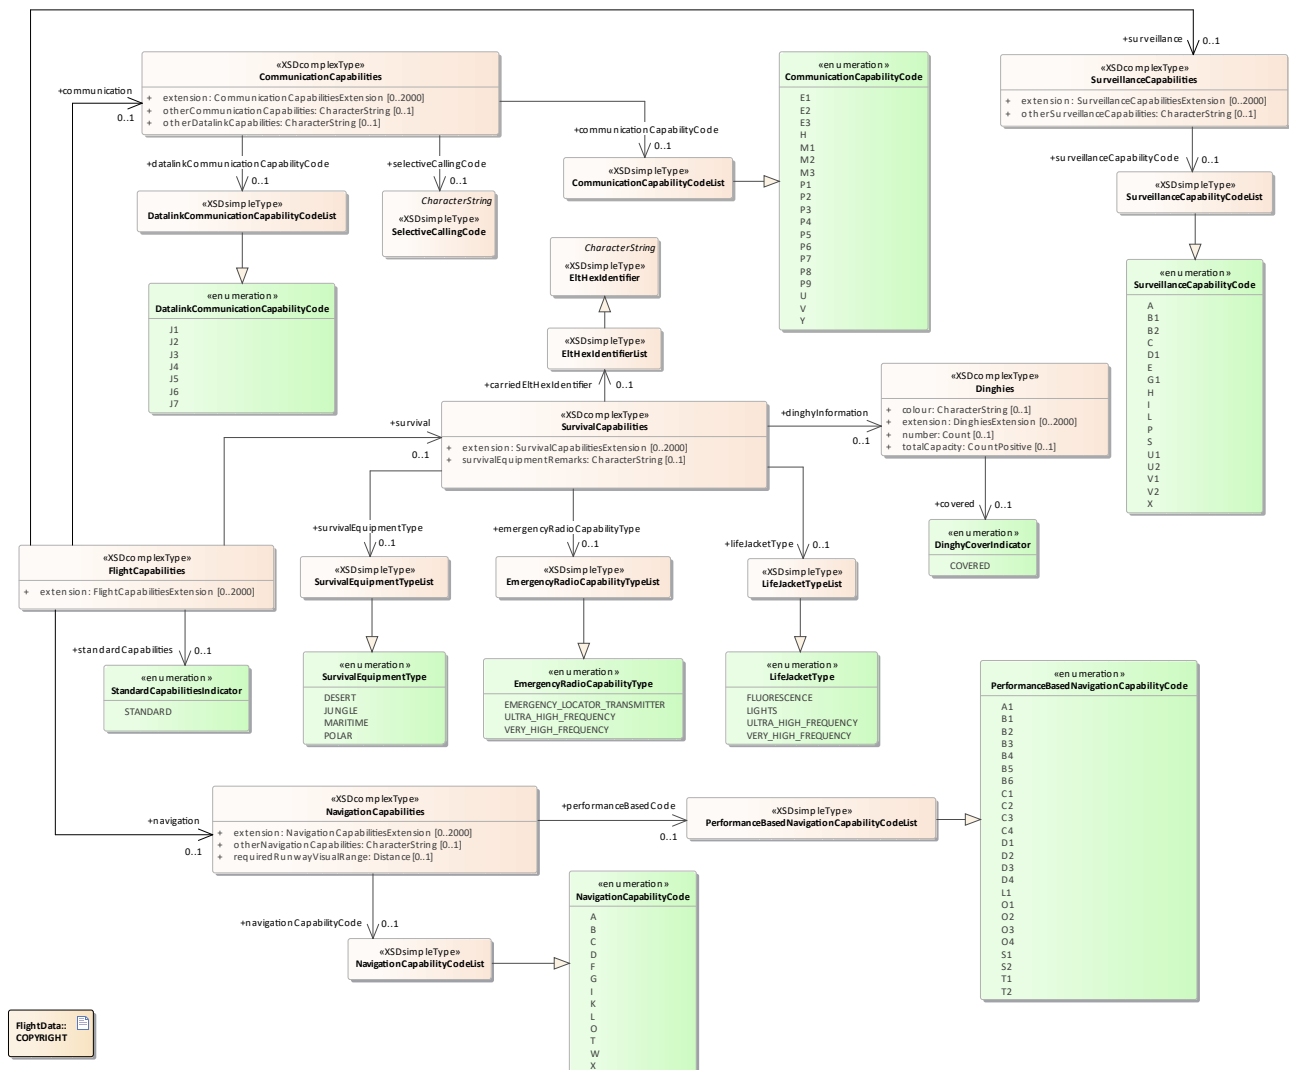 +surveillance
0..1
«XSDcomplexType»
SurveillanceCapabilities
+ extension: SurveillanceCapabilitiesExtension [0..2000]
+ otherSurveillanceCapabilities: CharacterString [0..1]
+surveillanceCapabilityCode
0..1
«XSDsimpleType»
SurveillanceCapabilityCodeList
«enumeration»
SurveillanceCapabilityCode
A
B1
B2
C
D1
E
G1
H
I
L
P
S
U1
U2
V1
V2
X
+communication
0..1
«XSDcomplexType»
CommunicationCapabilities
+ extension: CommunicationCapabilitiesExtension [0..2000]
+ otherCommunicationCapabilities: CharacterString [0..1]
+ otherDatalinkCapabilities: CharacterString [0..1]
+communicationCapabilityCode
0..1
«XSDsimpleType»
CommunicationCapabilityCodeList
«enumeration»
CommunicationCapabilityCode
E1
E2
E3
H
M1
M2
M3
P1
P2
P3
P4
P5
P6
P7
P8
P9
U
V
Y
+datalinkCommunicationCapabilityCode
0..1
«XSDsimpleType»
DatalinkCommunicationCapabilityCodeList
+selectiveCallingCode
0..1
CharacterString
«XSDsimpleType»
SelectiveCallingCode
«enumeration»
DatalinkCommunicationCapabilityCode
J1
J2
J3
J4
J5
J6
J7
CharacterString
«XSDsimpleType»
EltHexIdentifier
«XSDsimpleType»
EltHexIdentifierList
+carriedEltHexIdentifier
0..1
+survival
0..1
«XSDcomplexType»
SurvivalCapabilities
+ extension: SurvivalCapabilitiesExtension [0..2000]
+ survivalEquipmentRemarks: CharacterString [0..1]
+dinghyInformation
0..1
«XSDcomplexType»
Dinghies
+ colour: CharacterString [0..1]
+ extension: DinghiesExtension [0..2000]
+ number: Count [0..1]
+ totalCapacity: CountPositive [0..1]
+covered
0..1
«enumeration»
DinghyCoverIndicator
COVERED
+survivalEquipmentType
0..1
«XSDsimpleType»
SurvivalEquipmentTypeList
+emergencyRadioCapabilityType
0..1
«XSDsimpleType»
EmergencyRadioCapabilityTypeList
+lifeJacketType
0..1
«XSDsimpleType»
LifeJacketTypeList
«XSDcomplexType»
FlightCapabilities
+ extension: FlightCapabilitiesExtension [0..2000]
+standardCapabilities
0..1
«enumeration»
StandardCapabilitiesIndicator
STANDARD
«enumeration»
SurvivalEquipmentType
DESERT
JUNGLE
MARITIME
POLAR
«enumeration»
EmergencyRadioCapabilityType
EMERGENCY_LOCATOR_TRANSMITTER
ULTRA_HIGH_FREQUENCY
VERY_HIGH_FREQUENCY
«enumeration»
LifeJacketType
FLUORESCENCE
LIGHTS
ULTRA_HIGH_FREQUENCY
VERY_HIGH_FREQUENCY
+navigation
0..1
«XSDcomplexType»
NavigationCapabilities
+ extension: NavigationCapabilitiesExtension [0..2000]
+ otherNavigationCapabilities: CharacterString [0..1]
+ requiredRunwayVisualRange: Distance [0..1]
+performanceBasedCode
0..1
«XSDsimpleType»
PerformanceBasedNavigationCapabilityCodeList
«enumeration»
PerformanceBasedNavigationCapabilityCode
A1
B1
B2
B3
B4
B5
B6
C1
C2
C3
C4
D1
D2
D3
D4
L1
O1
O2
O3
O4
S1
S2
T1
T2
+navigationCapabilityCode
0..1
«XSDsimpleType»
NavigationCapabilityCodeList
«enumeration»
NavigationCapabilityCode
A
B
C
D
F
G
I
K
L
O
T
W
X
FlightData::
COPYRIGHT